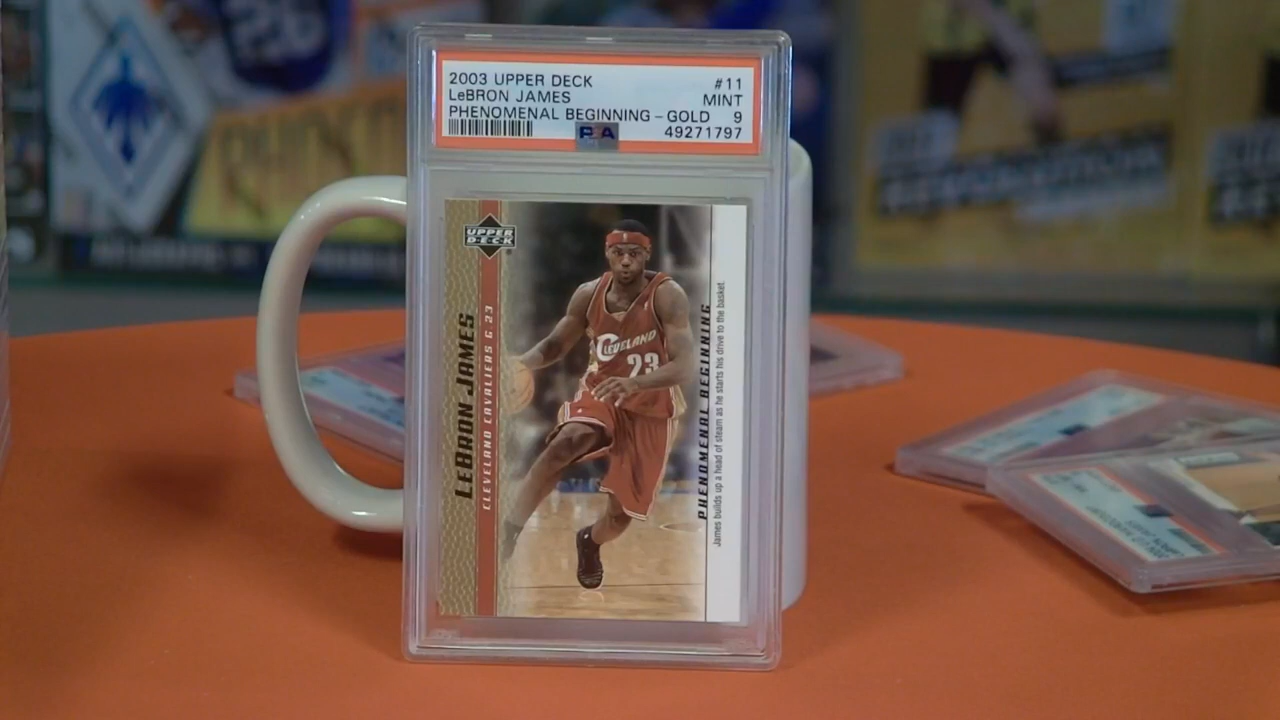 2003 UPPER DECK #11
LeBRON JAMES MINT
PHENOMENAL BEGINNING - GOLD 9
PSA 49271797
UPPER DECK
LEBRON JAMES
CLEVELAND CAVALIERS G 23
CLEVELAND
23
PHENOMENAL BEGINNING
James builds up a head of steam as he starts his drive to the basket.
REVOLUTION